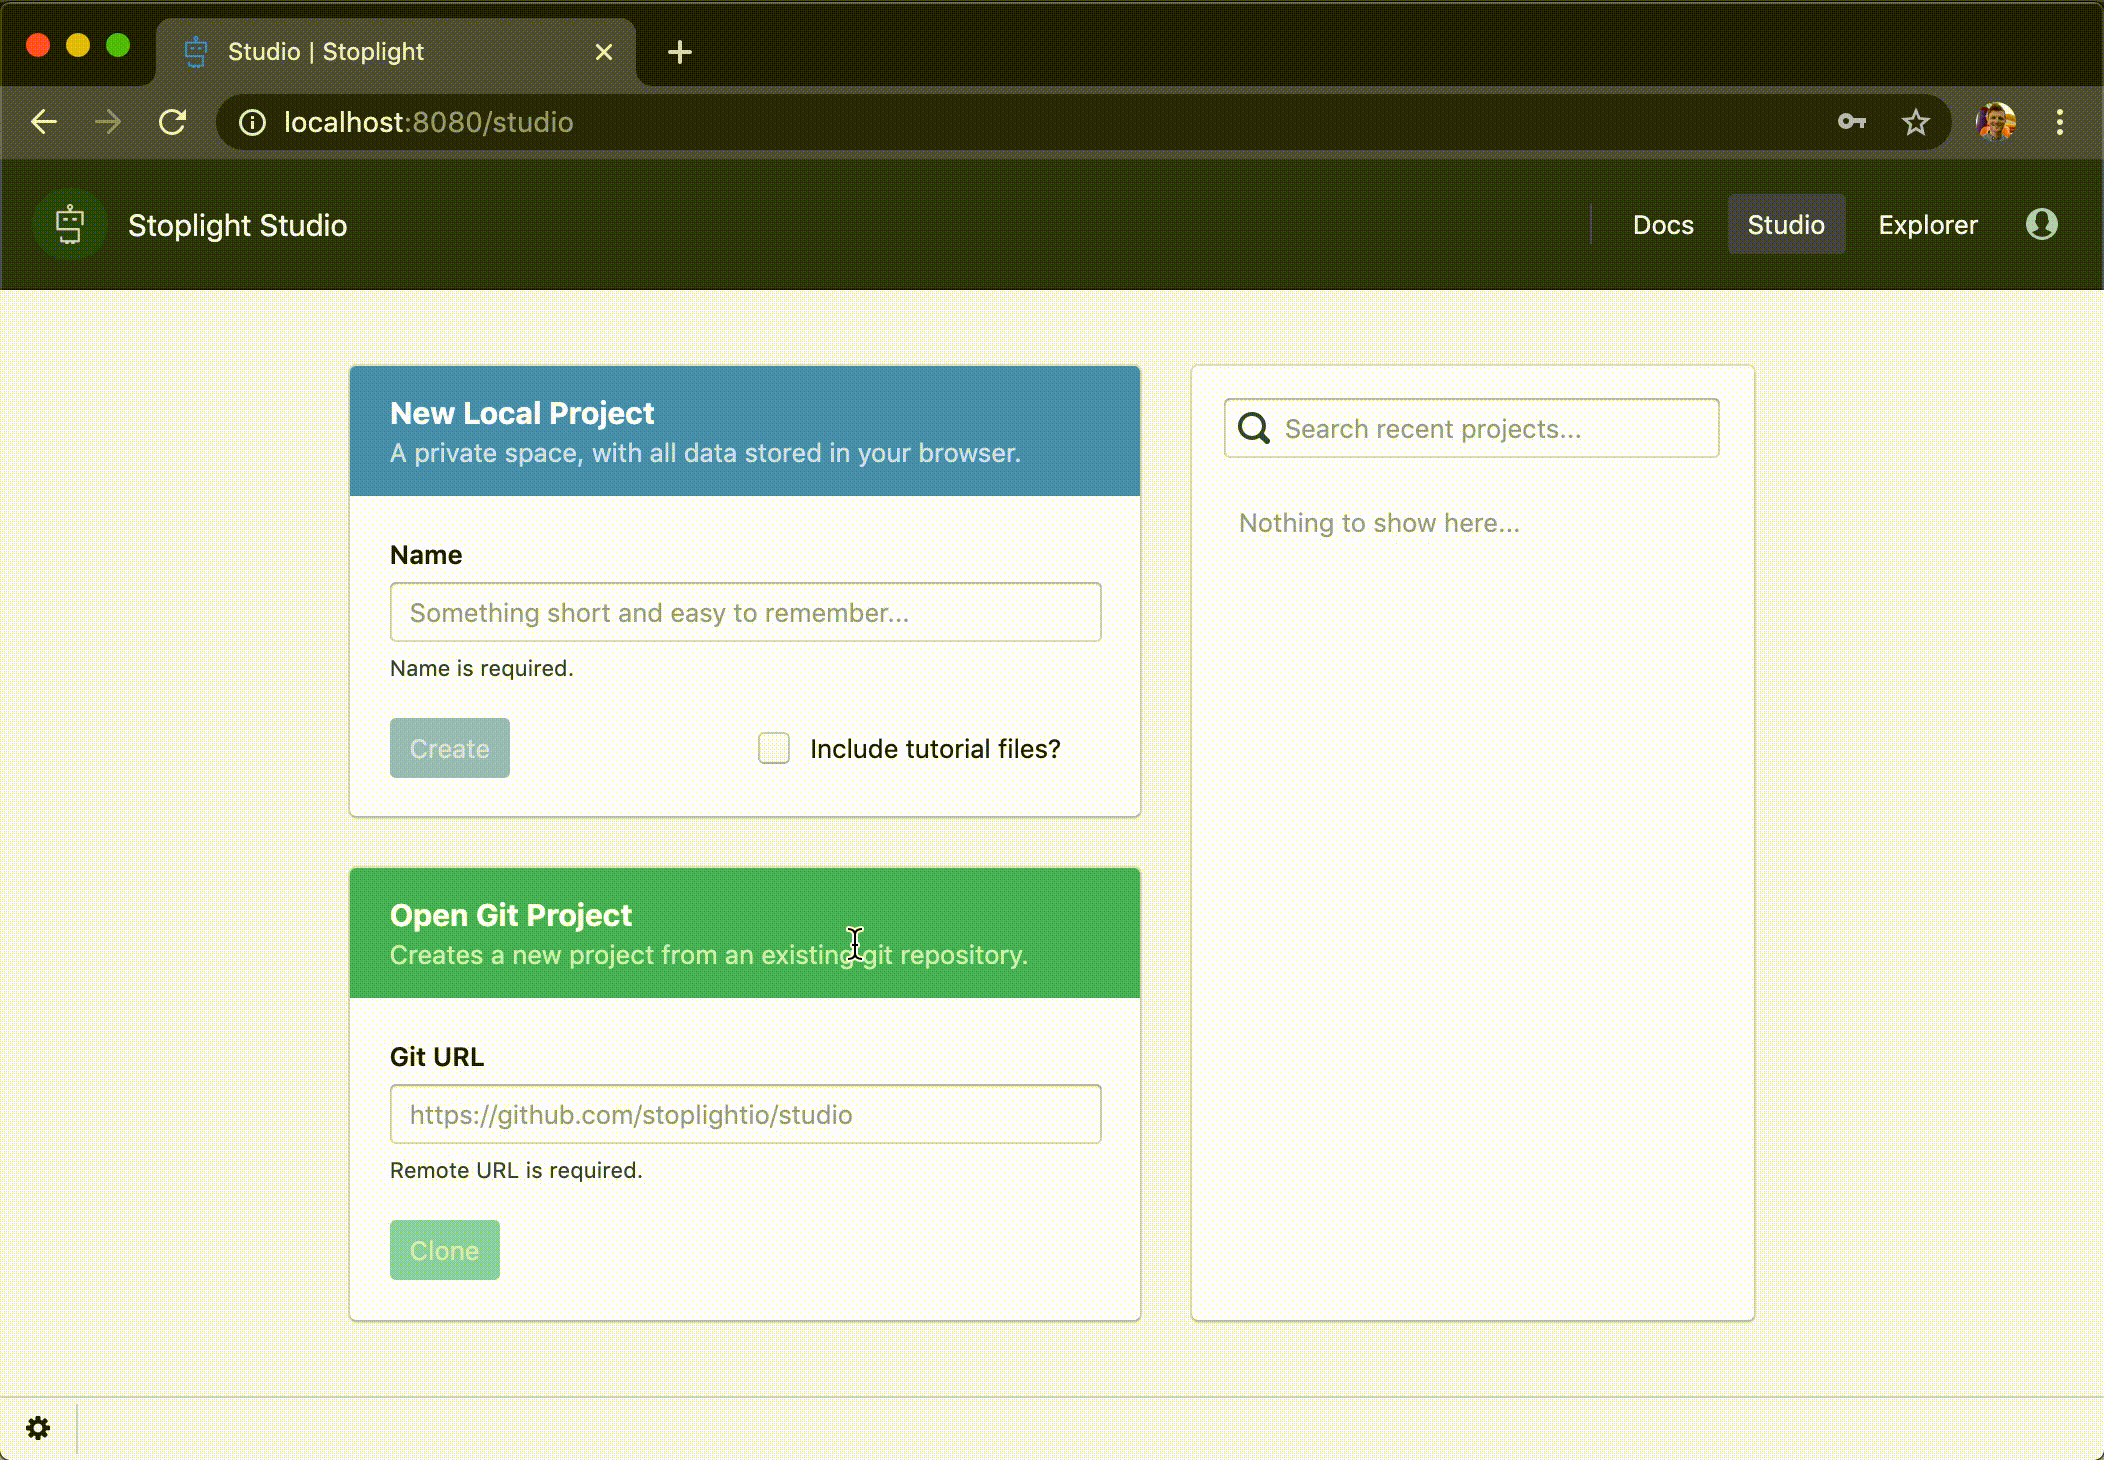 Studio | Stoplight
localhost:8080/studio
Stoplight Studio
Docs
Studio
Explorer
New Local Project
A private space, with all data stored in your browser.
Name
Something short and easy to remember...
Name is required.
Create
Include tutorial files?
Open Git Project
Creates a new project from an existing git repository.
Git URL
https://github.com/stoplightio/studio
Remote URL is required.
Clone
Search recent projects...
Nothing to show here...